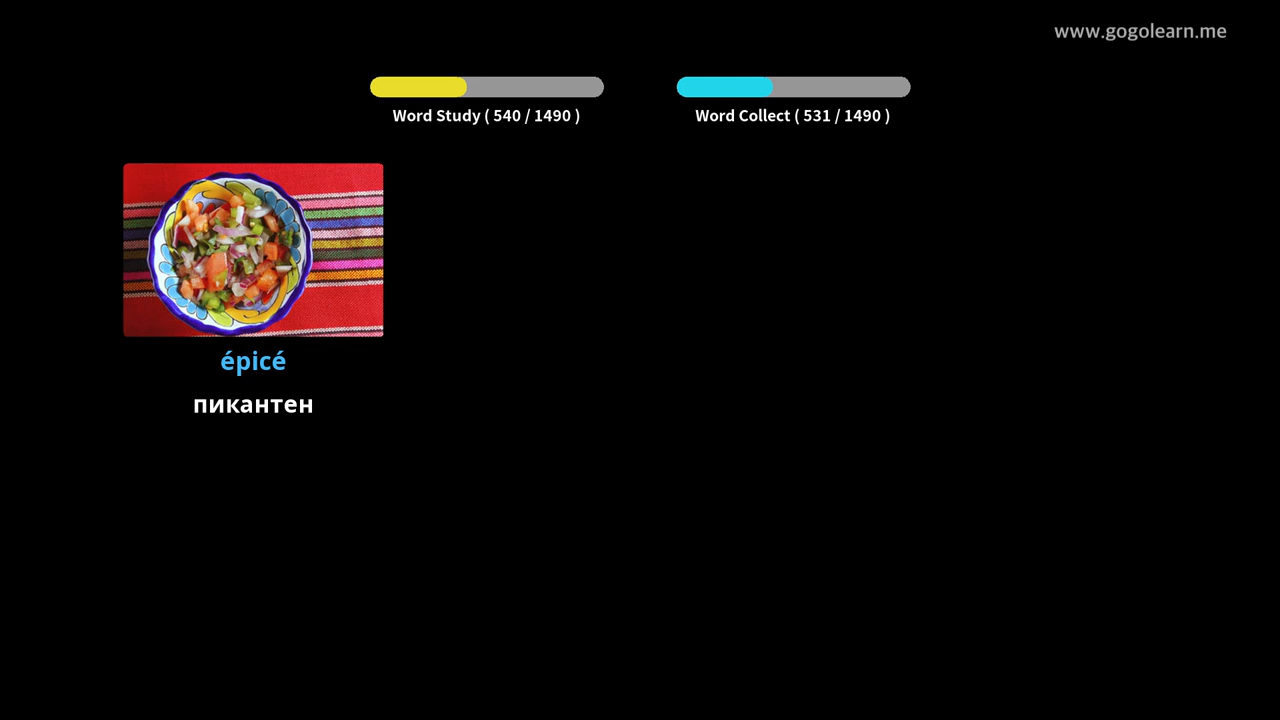 www.gogolearn.me
Word Study ( 540 / 1490 )
Word Collect ( 531 / 1490 )
épicé
пикантен